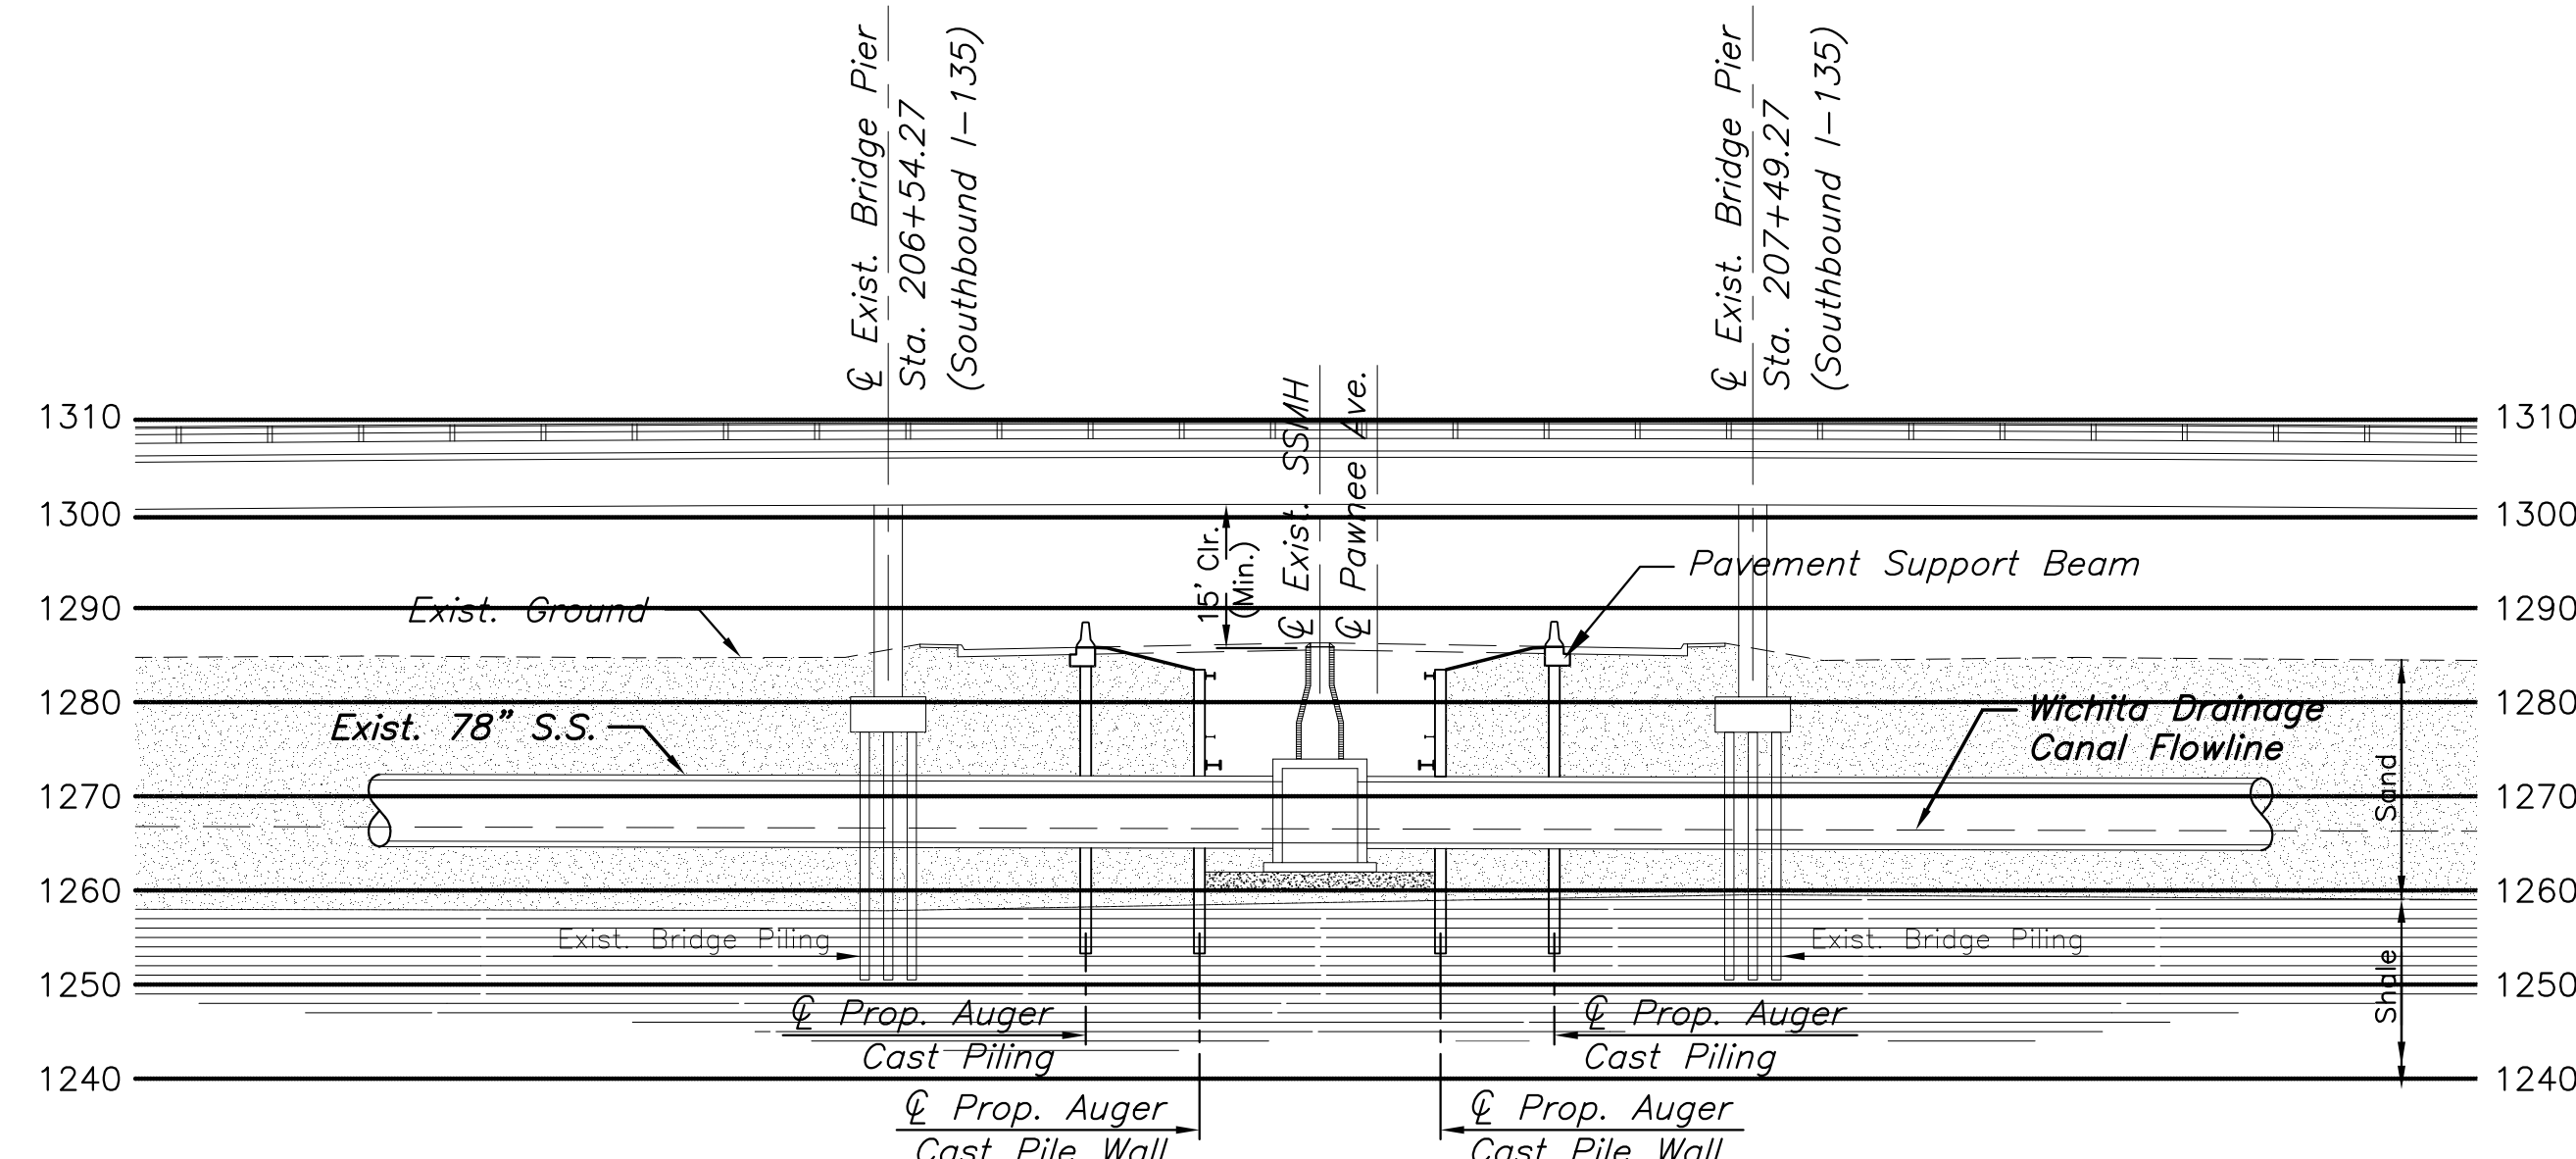 ℄ Exist. Bridge Pier
Sta. 206+54.27
(Southbound I-135)
℄ Exist. Bridge Pier
Sta. 207+49.27
(Southbound I-135)
℄ Exist. SSMH
℄ Pawnee Ave.
1310
1310
1300
1300
15' Clr.
(Min.)
Pavement Support Beam
1290
Exist. Ground
1290
1280
1280
Exist. 78" S.S.
Wichita Drainage
Canal Flowline
Sand
1270
1270
1260
1260
Exist. Bridge Piling
Exist. Bridge Piling
Shale
1250
1250
℄ Prop. Auger
Cast Piling
℄ Prop. Auger
Cast Piling
1240
1240
℄ Prop. Auger
Cast Pile Wall
℄ Prop. Auger
Cast Pile Wall